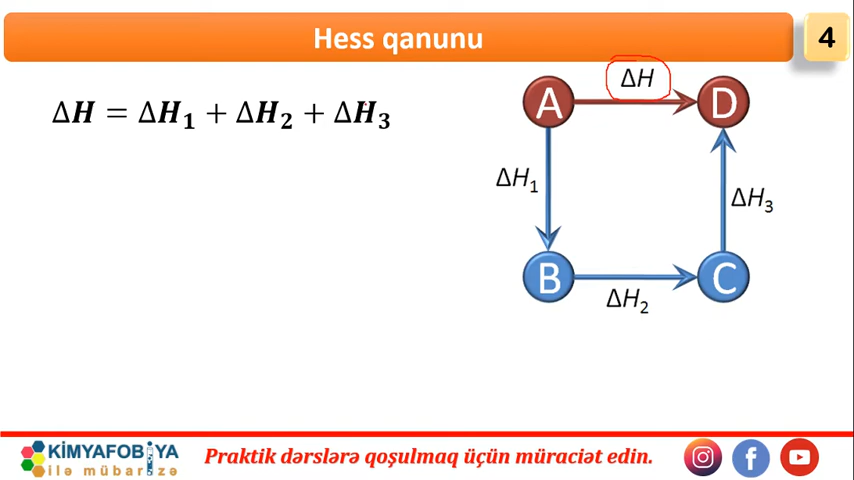 Hess qanunu
4
ΔH = ΔH₁ + ΔH₂ + ΔH₃
ΔH
A
D
ΔH₁
ΔH₃
B
C
ΔH₂
KİMYAFOBİYA
ilə mübarizə
Praktik dərslərə qoşulmaq üçün müraciət edin.